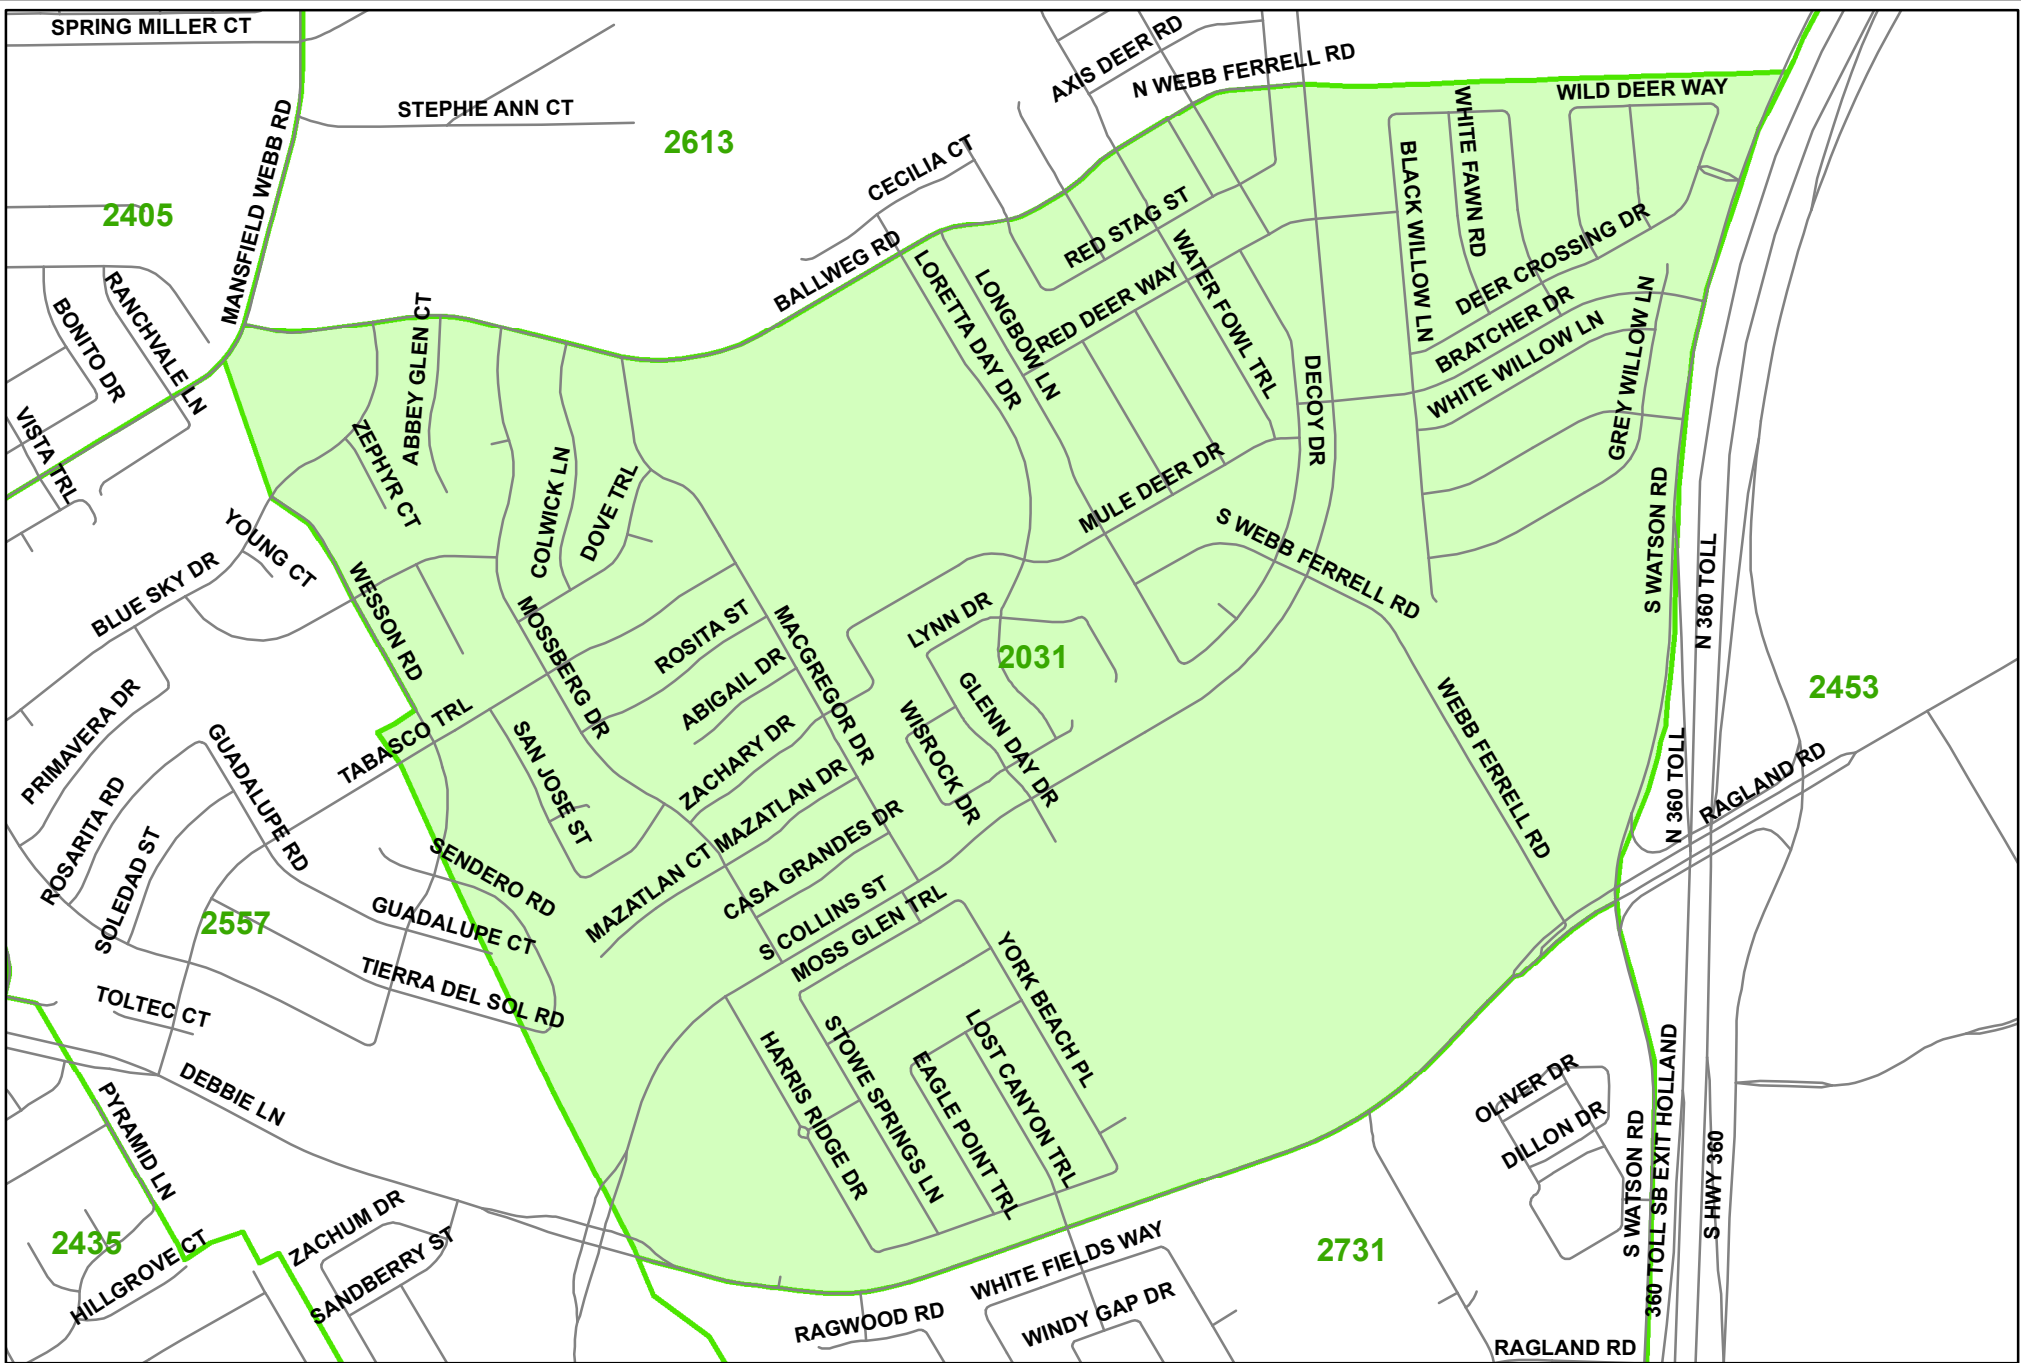 SPRING MILLER CT
AXIS DEER RD
N WEBB FERRELL RD
WILD DEER WAY
STEPHIE ANN CT
2613
MANSFIELD WEBB RD
WHITE FAWN RD
BLACK WILLOW LN
CECILIA CT
2405
RED STAG ST
BALLWEG RD
WATER FOWL TRL
DEER CROSSING DR
LORETTA DAY DR
LONGBOW LN
RED DEER WAY
BRATCHER DR
WHITE WILLOW LN
GREY WILLOW LN
RANCHVALE LN
BONITO DR
ABBEY GLEN CT
DECOY DR
VISTA TRL
ZEPHYR CT
COLWICK LN
DOVE TRL
MULE DEER DR
S WATSON RD
S WEBB FERRELL RD
N 360 TOLL
YOUNG CT
BLUE SKY DR
WESSON RD
MOSSBERG DR
ROSITA ST
MACGREGOR DR
LYNN DR
2031
ABIGAIL DR
GLENN DAY DR
WEBB FERRELL RD
2453
PRIMAVERA DR
TABASCO TRL
SAN JOSE ST
ZACHARY DR
WISROCK DR
N 360 TOLL
RAGLAND RD
GUADALUPE RD
ROSARITA RD
SOLEDAD ST
MAZATLAN DR
MAZATLAN CT
CASA GRANDES DR
SENDERO RD
2557
GUADALUPE CT
S COLLINS ST
MOSS GLEN TRL
YORK BEACH PL
TIERRA DEL SOL RD
TOLTEC CT
HARRIS RIDGE DR
STOWE SPRINGS LN
EAGLE POINT TRL
LOST CANYON TRL
DEBBIE LN
PYRAMID LN
OLIVER DR
DILLON DR
S WATSON RD
360 TOLL SB EXIT HOLLAND
S HWY 360
2435
HILLGROVE CT
ZACHUM DR
SANDBERRY ST
2731
WHITE FIELDS WAY
WINDY GAP DR
RAGWOOD RD
RAGLAND RD